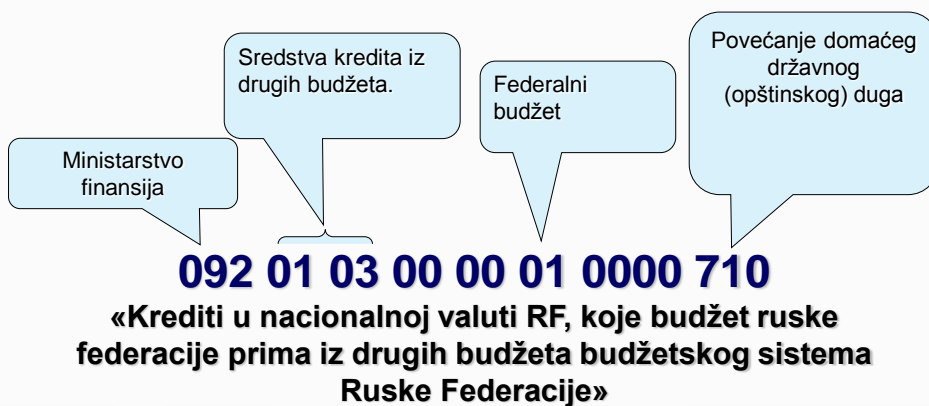 Sredstva kredita iz
drugih budžeta.
Povećanje domaćeg
državnog
(opštinskog) duga
Federalni
budžet
Ministarstvo
finansija
092 01 03 00 00 01 0000 710
«Krediti u nacionalnoj valuti RF, koje budžet ruske
federacije prima iz drugih budžeta budžetskog sistema
Ruske Federacije»